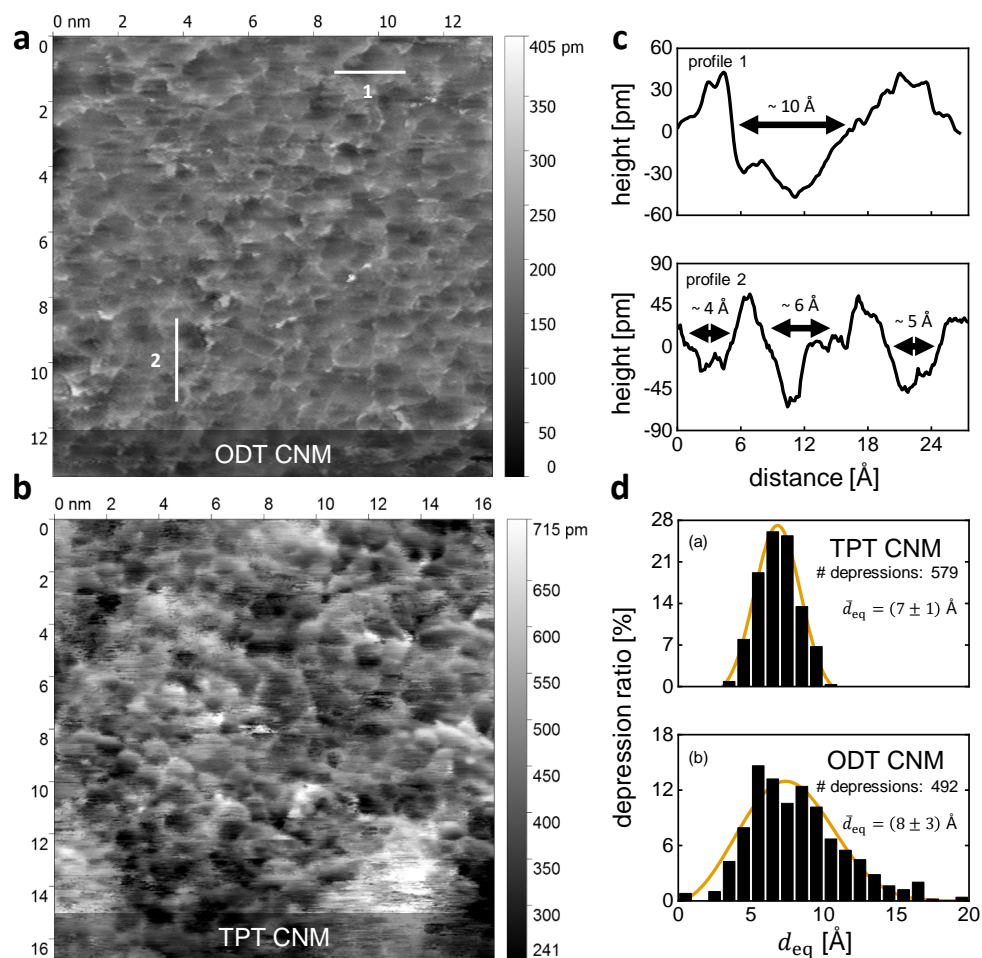 a
0 nm 2 4 6 8 10 12
0
2
4
6
8
10
12
1
2
ODT CNM
405 pm
350
300
250
200
150
100
50
0
b
0 nm 2 4 6 8 10 12 14 16
0
2
4
6
8
10
12
14
16
TPT CNM
715 pm
650
600
550
500
450
400
350
300
241
c
profile 1
~ 10 Å
height [pm]
60
30
0
-30
-60
profile 2
~ 4 Å
~ 6 Å
~ 5 Å
height [pm]
90
45
0
-45
-90
0 6 12 18 24
distance [Å]
d
(a)
TPT CNM
# depressions: 579
d̄eq = (7 ± 1) Å
28
21
14
7
0
depression ratio [%]
(b)
ODT CNM
# depressions: 492
d̄eq = (8 ± 3) Å
18
12
6
0
0 5 10 15 20
deq [Å]